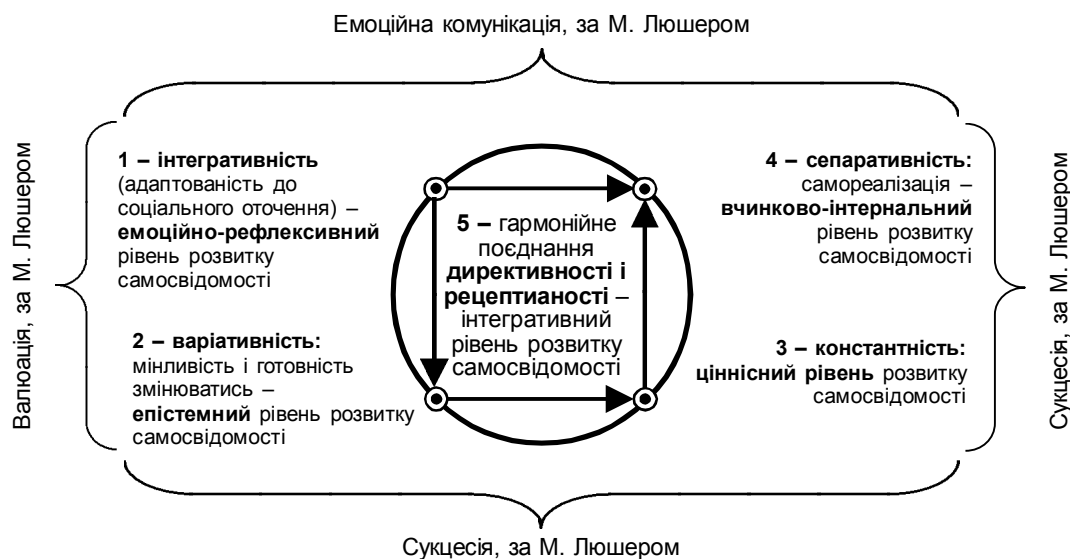 Емоційна комунікація, за М. Люшером
Валюація, за М. Люшером
1 – інтегративність
(адаптованість до
соціального оточення) –
емоційно-рефлексивний
рівень розвитку
самосвідомості
2 – варіативність:
мінливість і готовність
змінюватись –
епістемний рівень розвитку
самосвідомості
5 – гармонійне
поєднання
директивності і
рецептианості –
інтегративний
рівень розвитку
самосвідомості
4 – сепаративність:
самореалізація –
вчинково-інтернальний
рівень розвитку
самосвідомості
3 – константність:
ціннісний рівень розвитку
самосвідомості
Сукцесія, за М. Люшером
Сукцесія, за М. Люшером